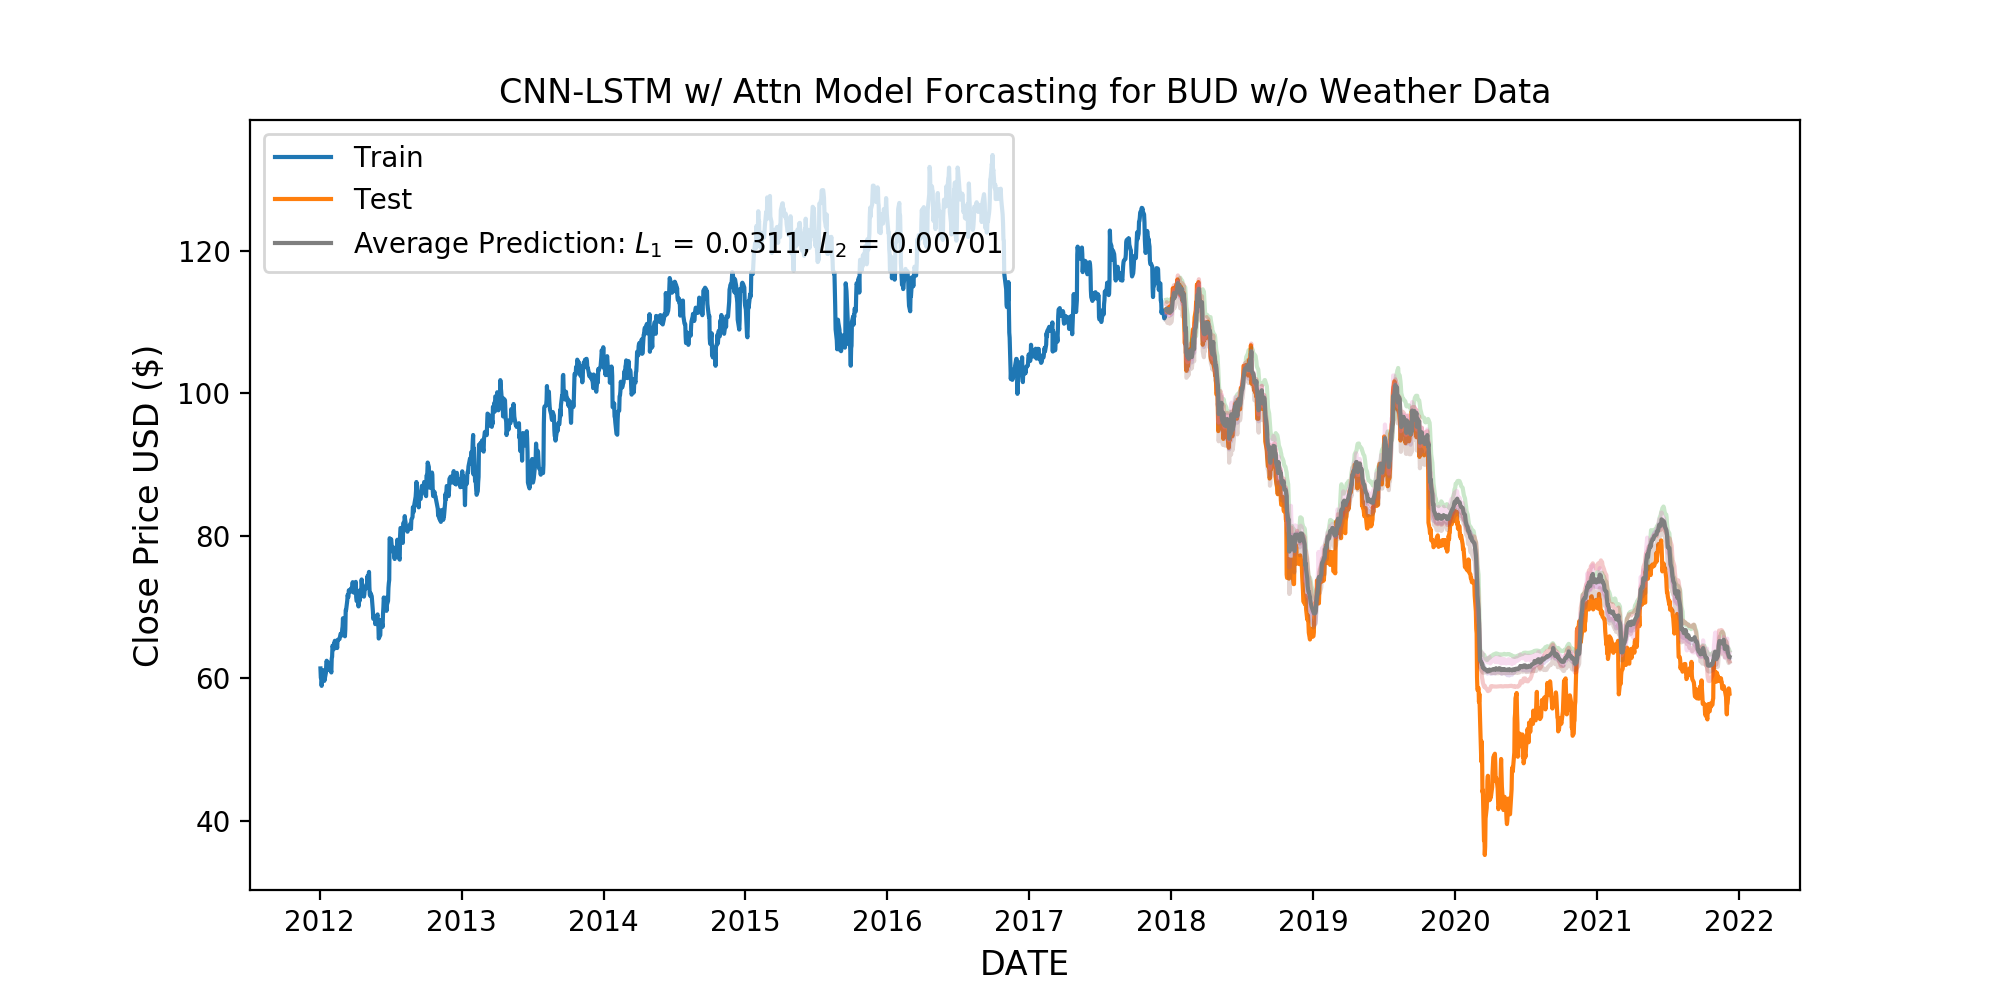 CNN-LSTM w/ Attn Model Forcasting for BUD w/o Weather Data
Train
Test
Average Prediction: L₁ = 0.0311, L₂ = 0.00701
Close Price USD ($)
120
100
80
60
40
2012 2013 2014 2015 2016 2017 2018 2019 2020 2021 2022
DATE